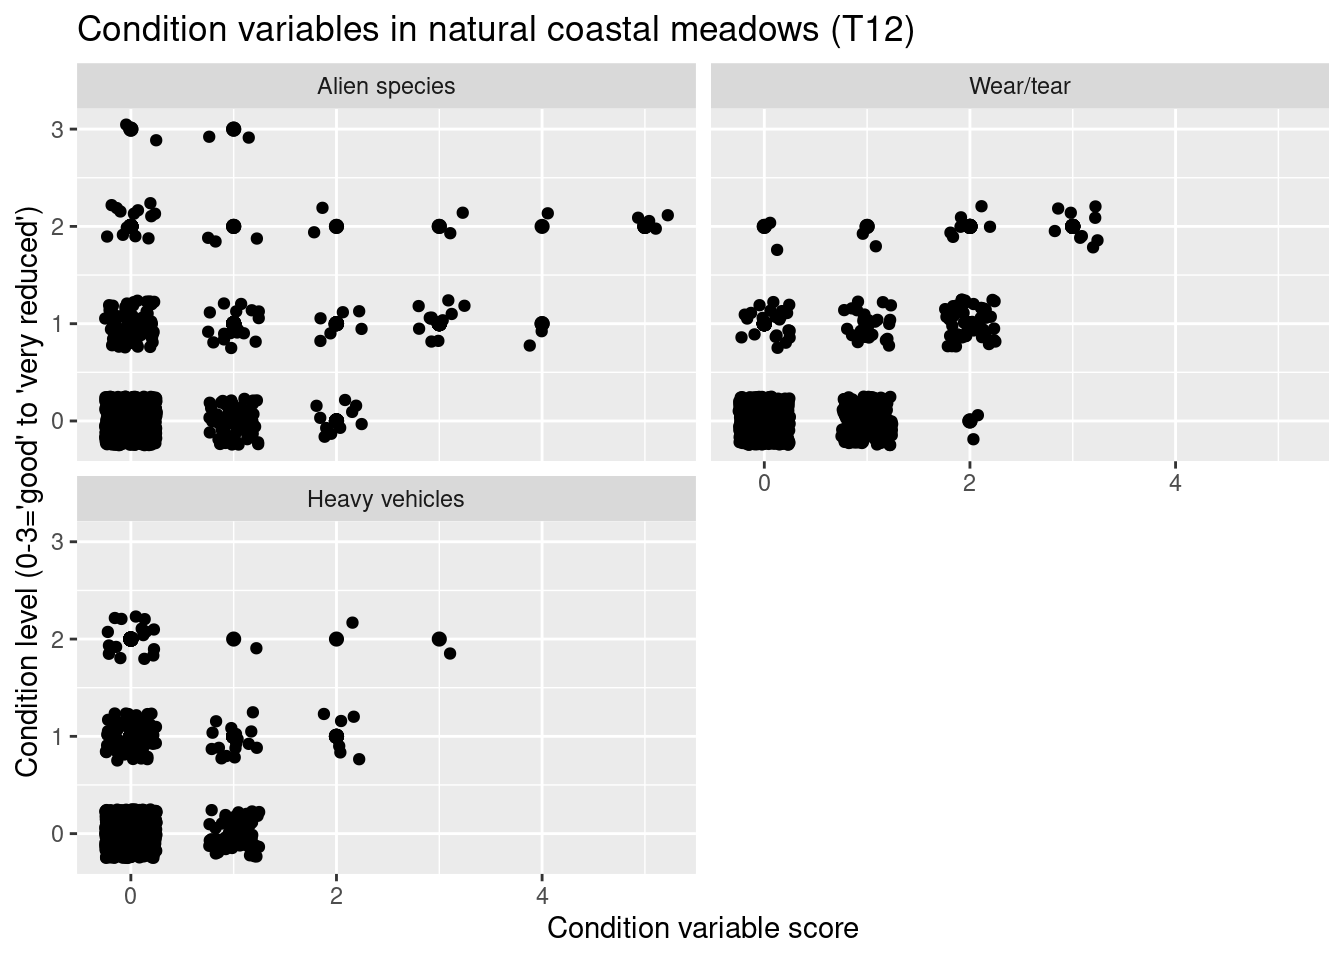 Condition variables in natural coastal meadows (T12)
Alien species
Wear/tear
3
2
1
0
0 2 4
Heavy vehicles
3
2
1
0
0 2 4
Condition variable score
Condition level (0-3='good' to 'very reduced')